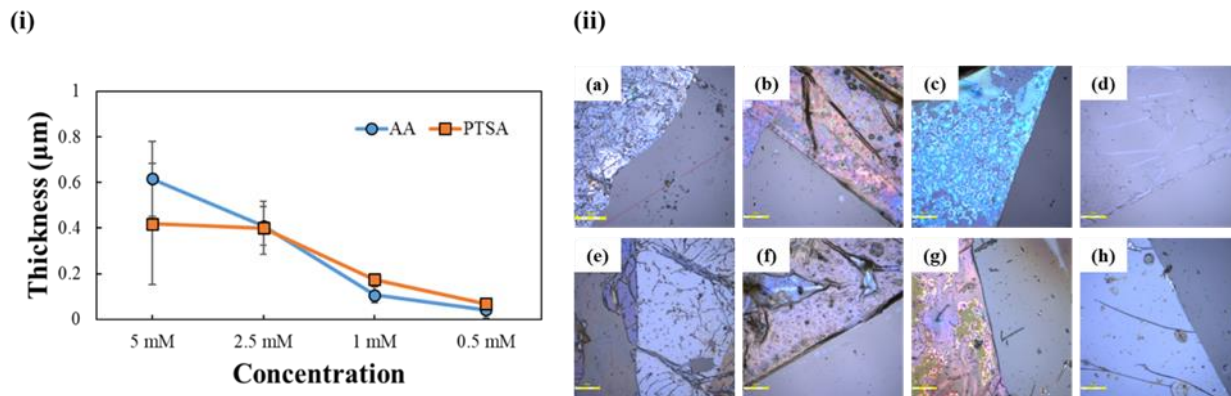 (i)
Thickness (µm)
1
0.8
0.6
0.4
0.2
0
AA
PTSA
5 mM
2.5 mM
1 mM
0.5 mM
Concentration
(ii)
(a)
(b)
(c)
(d)
(e)
(f)
(g)
(h)